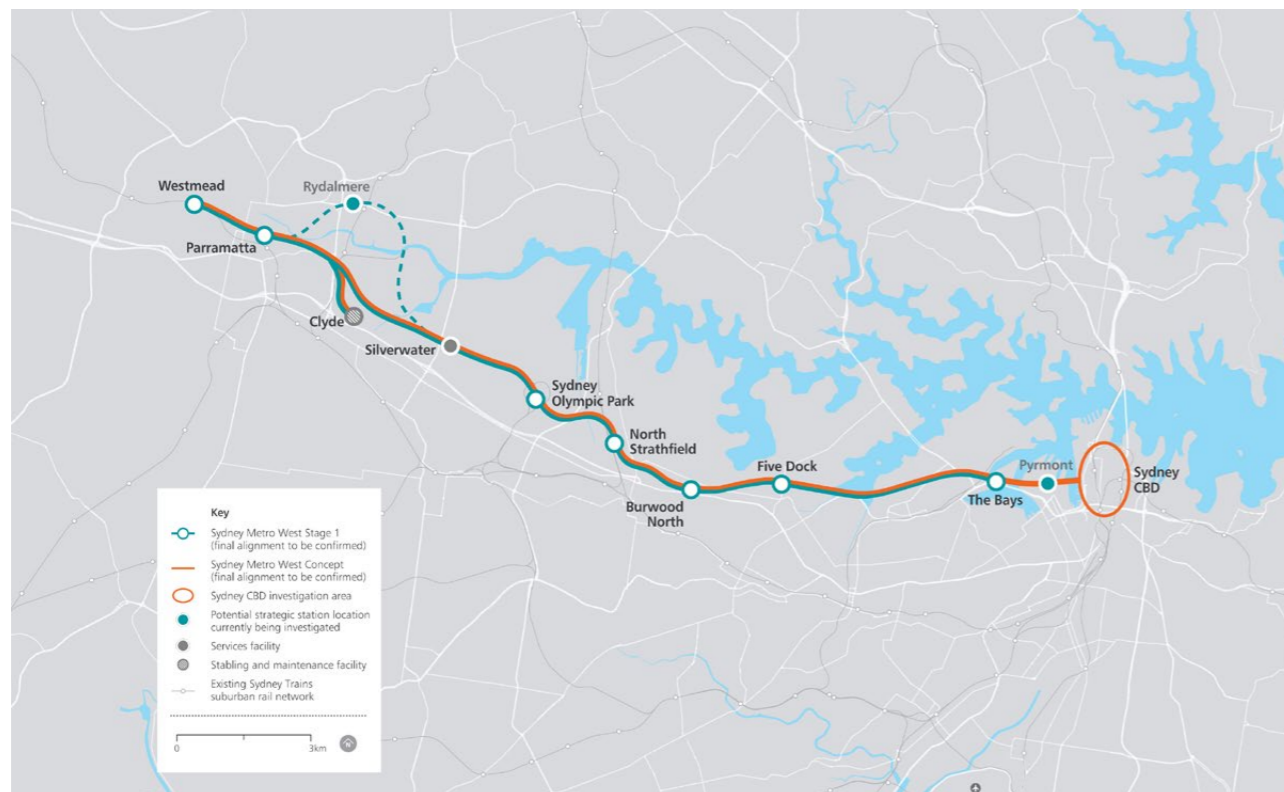 Westmead
Rydalmere
Parramatta
Clyde
Silverwater
Sydney
Olympic Park
North
Strathfield
Burwood
North
Five Dock
The Bays
Pyrmont
Sydney
CBD
Key
Sydney Metro West Stage 1
(final alignment to be confirmed)
Sydney Metro West Concept
(final alignment to be confirmed)
Sydney CBD investigation area
Potential strategic station location
currently being investigated
Services facility
Stabling and maintenance facility
Existing Sydney Trains
suburban rail network
0 3km